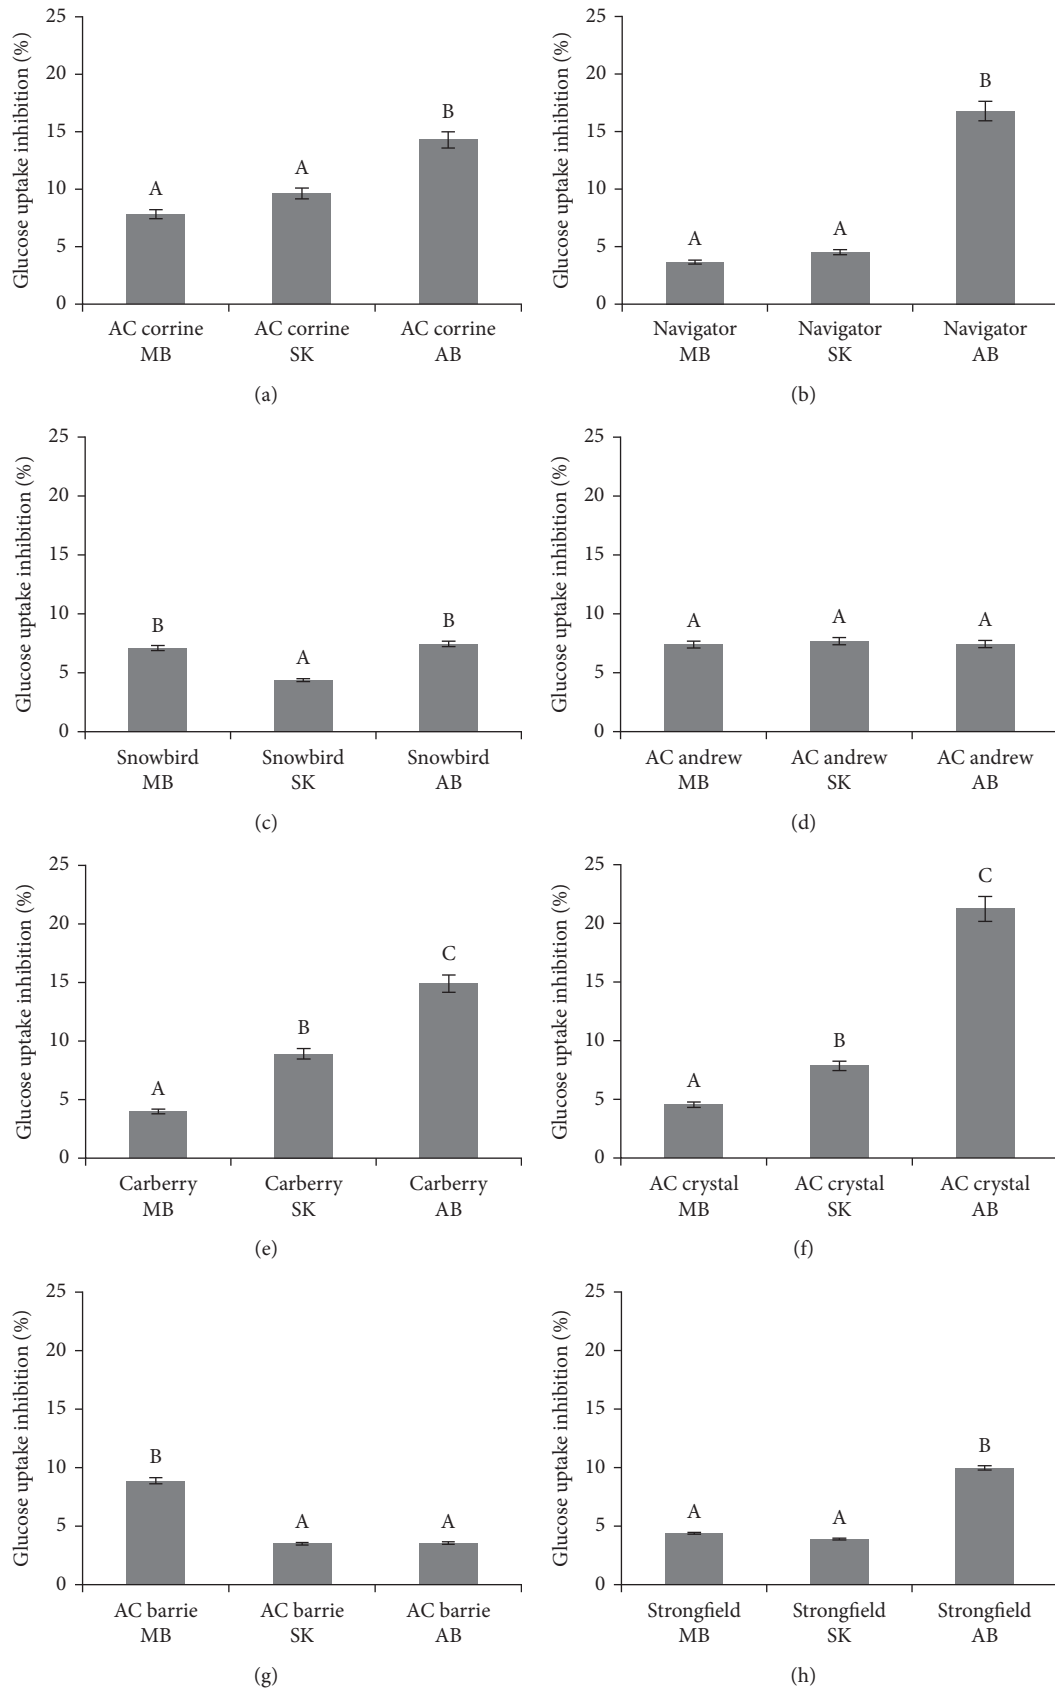 Glucose uptake inhibition (%)
25
20
15
10
5
0
A
A
B
AC corrine
MB
AC corrine
SK
AC corrine
AB
(a)
Glucose uptake inhibition (%)
25
20
15
10
5
0
A
A
B
Navigator
MB
Navigator
SK
Navigator
AB
(b)
Glucose uptake inhibition (%)
25
20
15
10
5
0
B
A
B
Snowbird
MB
Snowbird
SK
Snowbird
AB
(c)
Glucose uptake inhibition (%)
25
20
15
10
5
0
A
A
A
AC andrew
MB
AC andrew
SK
AC andrew
AB
(d)
Glucose uptake inhibition (%)
25
20
15
10
5
0
A
B
C
Carberry
MB
Carberry
SK
Carberry
AB
(e)
Glucose uptake inhibition (%)
25
20
15
10
5
0
A
B
C
AC crystal
MB
AC crystal
SK
AC crystal
AB
(f)
Glucose uptake inhibition (%)
25
20
15
10
5
0
B
A
A
AC barrie
MB
AC barrie
SK
AC barrie
AB
(g)
Glucose uptake inhibition (%)
25
20
15
10
5
0
A
A
B
Strongfield
MB
Strongfield
SK
Strongfield
AB
(h)